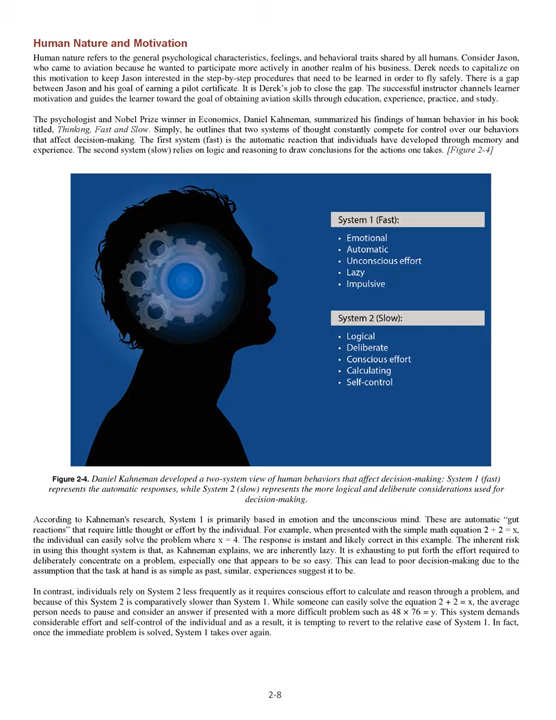 Human Nature and Motivation
Human nature refers to the general psychological characteristics, feelings, and behavioral traits shared by all humans. Consider Jason,
who came to aviation because he wanted to participate more actively in another realm of his business. Derek needs to capitalize on
this motivation to keep Jason interested in the step-by-step procedures that need to be learned in order to fly safely. There is a gap
between Jason and his goal of earning a pilot certificate. It is Derek's job to close the gap. The successful instructor channels learner
motivation and guides the learner toward the goal of obtaining aviation skills through education, experience, practice, and study.
The psychologist and Nobel Prize winner in Economics, Daniel Kahneman, summarized his findings of human behavior in his book
titled, Thinking, Fast and Slow. Simply, he outlines that two systems of thought constantly compete for control over our behaviors
that affect decision-making. The first system (fast) is the automatic reaction that individuals have developed through memory and
experience. The second system (slow) relies on logic and reasoning to draw conclusions for the actions one takes. [Figure 2-4]
System 1 (Fast):
• Emotional
• Automatic
• Unconscious effort
• Lazy
• Impulsive
System 2 (Slow):
• Logical
• Deliberate
• Conscious effort
• Calculating
• Self-control
Figure 2-4. Daniel Kahneman developed a two-system view of human behaviors that affect decision-making: System 1 (fast)
represents the automatic responses, while System 2 (slow) represents the more logical and deliberate considerations used for
decision-making.
According to Kahneman's research, System 1 is primarily based in emotion and the unconscious mind. These are automatic “gut
reactions” that require little thought or effort by the individual. For example, when presented with the simple math equation 2 + 2 = x,
the individual can easily solve the problem where x = 4. The response is instant and likely correct in this example. The inherent risk
in using this thought system is that, as Kahneman explains, we are inherently lazy. It is exhausting to put forth the effort required to
deliberately concentrate on a problem, especially one that appears to be so easy. This can lead to poor decision-making due to the
assumption that the task at hand is as simple as past, similar, experiences suggest it to be.
In contrast, individuals rely on System 2 less frequently as it requires conscious effort to calculate and reason through a problem, and
because of this System 2 is comparatively slower than System 1. While someone can easily solve the equation 2 + 2 = x, the average
person needs to pause and consider an answer if presented with a more difficult problem such as 48 × 76 = y. This system demands
considerable effort and self-control of the individual and as a result, it is tempting to revert to the relative ease of System 1. In fact,
once the immediate problem is solved, System 1 takes over again.
2-8